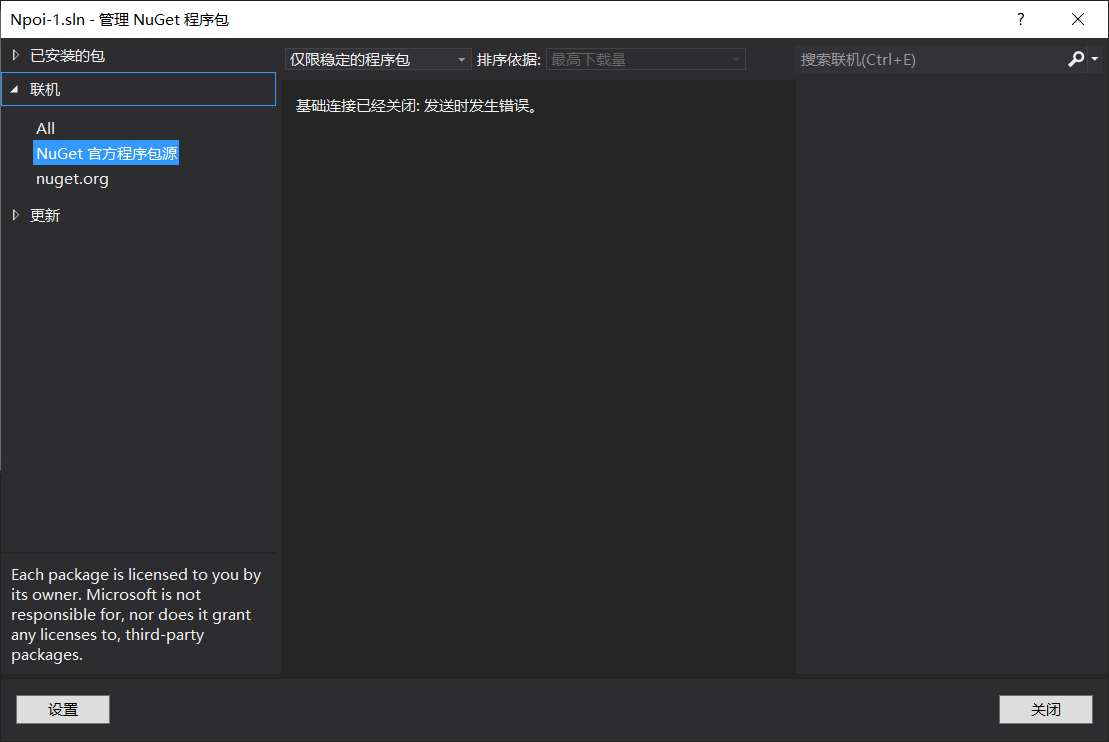 Npoi-1.sln - 管理 NuGet 程序包
?
已安装的包
仅限稳定的程序包
排序依据:
最高下载量
搜索联机(Ctrl+E)
联机
基础连接已经关闭: 发送时发生错误。
All
NuGet 官方程序包源
nuget.org
更新
Each package is licensed to you by
its owner. Microsoft is not
responsible for, nor does it grant
any licenses to, third-party
packages.
设置
关闭